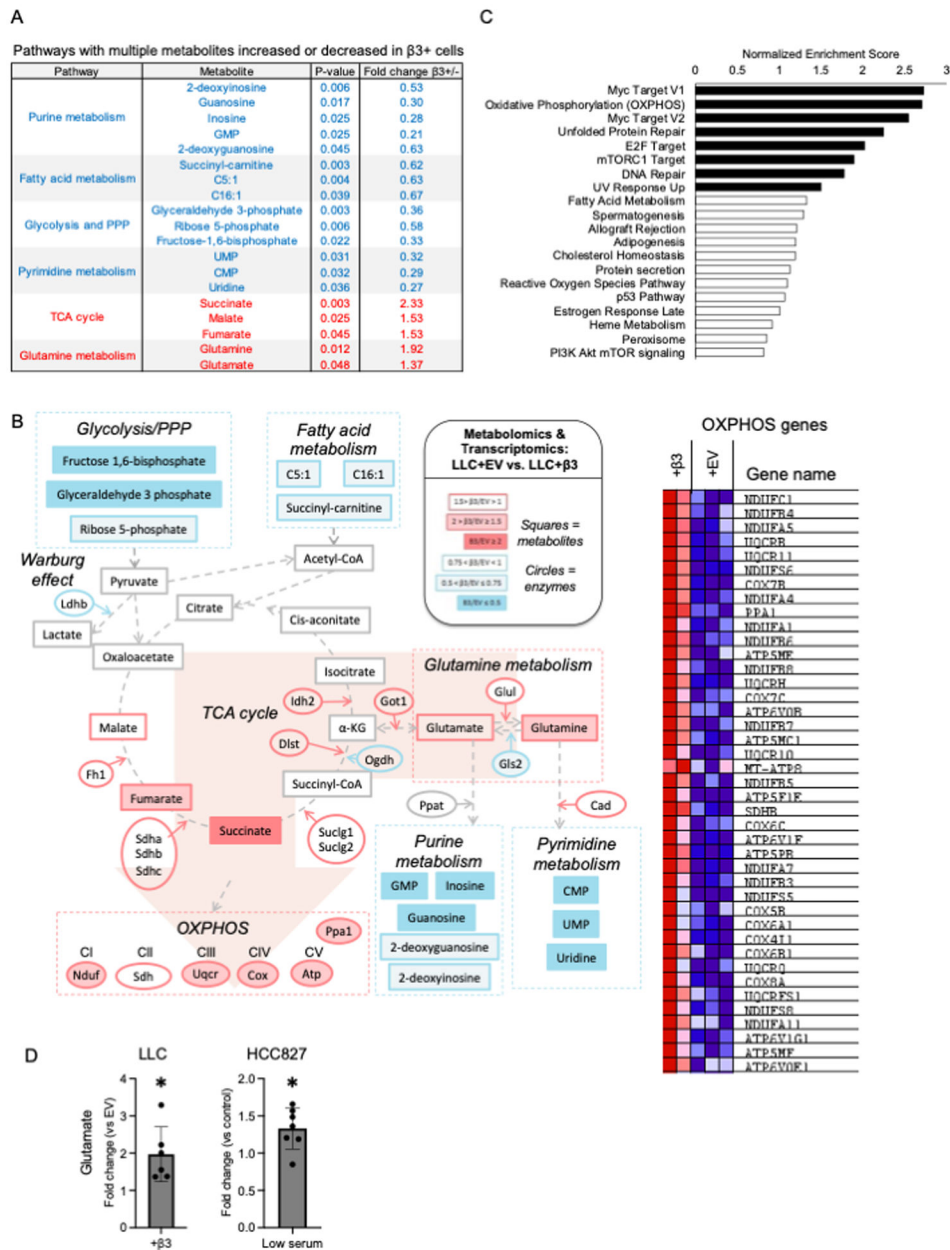 A
Pathways with multiple metabolites increased or decreased in β3+ cells
Pathway Metabolite P-value Fold change β3+/-
Purine metabolism
2-deoxyinosine 0.006 0.53
Guanosine 0.017 0.30
Inosine 0.025 0.28
GMP 0.025 0.21
2-deoxyguanosine 0.045 0.63
Fatty acid metabolism
Succinyl-carnitine 0.003 0.62
C5:1 0.004 0.63
C16:1 0.039 0.67
Glycolysis and PPP
Glyceraldehyde 3-phosphate 0.003 0.36
Ribose 5-phosphate 0.006 0.58
Fructose-1,6-bisphosphate 0.022 0.33
Pyrimidine metabolism
UMP 0.031 0.32
CMP 0.032 0.29
Uridine 0.036 0.27
TCA cycle
Succinate 0.003 2.33
Malate 0.025 1.53
Fumarate 0.045 1.53
Glutamine metabolism
Glutamine 0.012 1.92
Glutamate 0.048 1.37
C
Normalized Enrichment Score
0 0.5 1 1.5 2 2.5 3
Myc Target V1
Oxidative Phosphorylation (OXPHOS)
Myc Target V2
Unfolded Protein Repair
E2F Target
mTORC1 Target
DNA Repair
UV Response Up
Fatty Acid Metabolism
Spermatogenesis
Allograft Rejection
Adipogenesis
Cholesterol Homeostasis
Protein secretion
Reactive Oxygen Species Pathway
p53 Pathway
Estrogen Response Late
Heme Metabolism
Peroxisome
PI3K Akt mTOR signaling
B
Glycolysis/PPP
Fructose 1,6-bisphosphate
Glyceraldehyde 3 phosphate
Ribose 5-phosphate
Fatty acid
metabolism
C5:1 C16:1
Succinyl-carnitine
Metabolomics &
Transcriptomics:
LLC+EV vs. LLC+β3
Squares =
metabolites
Circles =
enzymes
Warburg
effect
Ldhb
Pyruvate
Lactate
Acetyl-CoA
Citrate
Cis-aconitate
Oxaloacetate
Isocitrate
Malate
TCA cycle
Idh2
Got1
α-KG
Dlst
Ogdh
Succinyl-CoA
Fh1
Fumarate
Succinate
Sdha
Sdhb
Sdhc
Suclg1
Suclg2
Glutamine metabolism
Glul
Glutamate
Glutamine
Gls2
Ppat
Cad
Purine
metabolism
GMP Inosine
Guanosine
2-deoxyguanosine
2-deoxyinosine
Pyrimidine
metabolism
CMP
UMP
Uridine
OXPHOS
Ppa1
CI CII CIII CIV CV
Nduf Sdh Uqcr Cox Atp
OXPHOS genes
+β3 +EV Gene name
NDUFC1
NDUFB4
NDUFA5
UQCRB
UQCR11
NDUFS6
COX7B
NDUFA4
PPA1
NDUFA1
NDUFB6
ATP5ME
NDUFB8
UQCRH
COX7C
ATP6V0B
NDUFB7
ATP5MC1
UQCR10
MT-ATP8
NDUFB5
ATP5F1E
SDHB
COX6C
ATP6V1F
ATP5PB
NDUFA7
NDUFB3
NDUFS5
COX5B
COX6A1
COX4I1
COX6B1
UQCRQ
COX8A
UQCRFS1
NDUFS8
NDUFA11
ATP6V1G1
ATP5MF
ATP6V0E1
D
LLC
Glutamate
Fold change (vs EV)
4
3
2
1
0
*
+β3
HCC827
Fold change (vs control)
2.0
1.5
1.0
0.5
0.0
*
Low serum